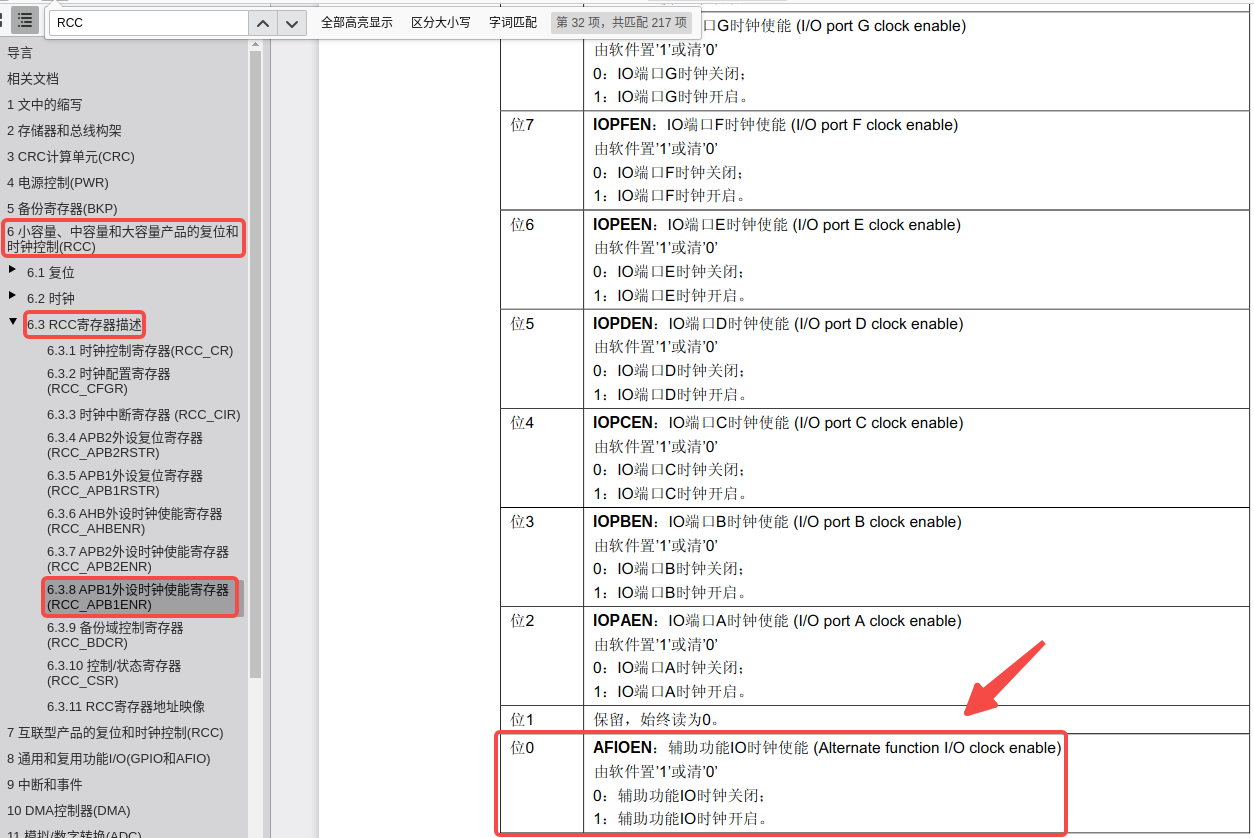 RCC
全部高亮显示 区分大小写 字词匹配 第 32 项，共匹配 217 项
导言
相关文档
1 文中的缩写
2 存储器和总线构架
3 CRC计算单元(CRC)
4 电源控制(PWR)
5 备份寄存器(BKP)
6 小容量、中容量和大容量产品的复位和
时钟控制(RCC)
6.1 复位
6.2 时钟
6.3 RCC寄存器描述
6.3.1 时钟控制寄存器(RCC_CR)
6.3.2 时钟配置寄存器
(RCC_CFGR)
6.3.3 时钟中断寄存器 (RCC_CIR)
6.3.4 APB2外设复位寄存器
(RCC_APB2RSTR)
6.3.5 APB1外设复位寄存器
(RCC_APB1RSTR)
6.3.6 AHB外设时钟使能寄存器
(RCC_AHBENR)
6.3.7 APB2外设时钟使能寄存器
(RCC_APB2ENR)
6.3.8 APB1外设时钟使能寄存器
(RCC_APB1ENR)
6.3.9 备份域控制寄存器
(RCC_BDCR)
6.3.10 控制/状态寄存器
(RCC_CSR)
6.3.11 RCC寄存器地址映像
7 互联型产品的复位和时钟控制(RCC)
8 通用和复用功能I/O(GPIO和AFIO)
9 中断和事件
10 DMA控制器(DMA)
11 模拟/数字转换(ADC)
口G时钟使能 (I/O port G clock enable)
由软件置'1'或清'0'
0：IO端口G时钟关闭；
1：IO端口G时钟开启。
位7
IOPFEN：IO端口F时钟使能 (I/O port F clock enable)
由软件置'1'或清'0'
0：IO端口F时钟关闭；
1：IO端口F时钟开启。
位6
IOPEEN：IO端口E时钟使能 (I/O port E clock enable)
由软件置'1'或清'0'
0：IO端口E时钟关闭；
1：IO端口E时钟开启。
位5
IOPDEN：IO端口D时钟使能 (I/O port D clock enable)
由软件置'1'或清'0'
0：IO端口D时钟关闭；
1：IO端口D时钟开启。
位4
IOPCEN：IO端口C时钟使能 (I/O port C clock enable)
由软件置'1'或清'0'
0：IO端口C时钟关闭；
1：IO端口C时钟开启。
位3
IOPBEN：IO端口B时钟使能 (I/O port B clock enable)
由软件置'1'或清'0'
0：IO端口B时钟关闭；
1：IO端口B时钟开启。
位2
IOPAEN：IO端口A时钟使能 (I/O port A clock enable)
由软件置'1'或清'0'
0：IO端口A时钟关闭；
1：IO端口A时钟开启。
位1
保留，始终读为0。
位0
AFIOEN：辅助功能IO时钟使能 (Alternate function I/O clock enable)
由软件置'1'或清'0'
0：辅助功能IO时钟关闭；
1：辅助功能IO时钟开启。